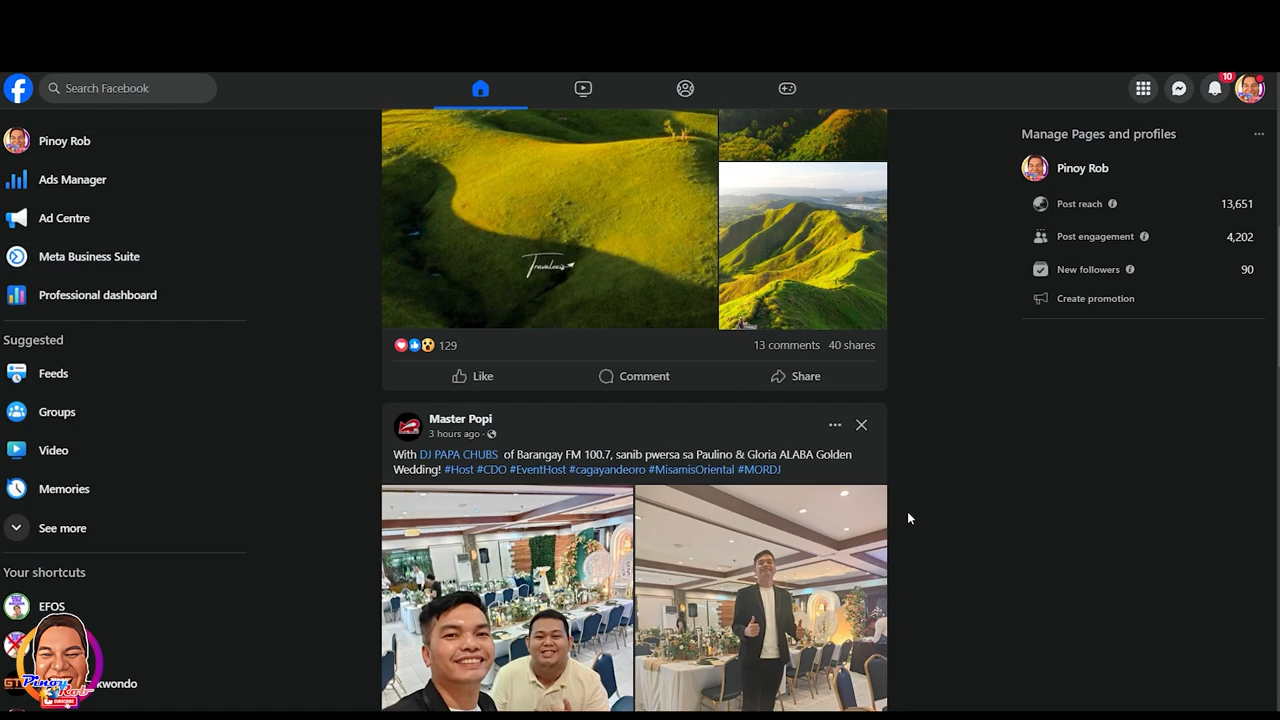 Search Facebook
10
Pinoy Rob
Ads Manager
Ad Centre
Meta Business Suite
Professional dashboard
Suggested
Feeds
Groups
Video
Memories
See more
Your shortcuts
EFOS
GT
kwondo
Pinoy
Rob
SUBSCRIBE
Travalexis
129
13 comments 40 shares
Like
Comment
Share
Master Popi
3 hours ago ·
With DJ PAPA CHUBS of Barangay FM 100.7, sanib pwersa sa Paulino & Gloria ALABA Golden
Wedding! #Host #CDO #EventHost #cagayandeoro #MisamisOriental #MORDJ
Manage Pages and profiles
Pinoy Rob
Post reach 13,651
Post engagement 4,202
New followers 90
Create promotion